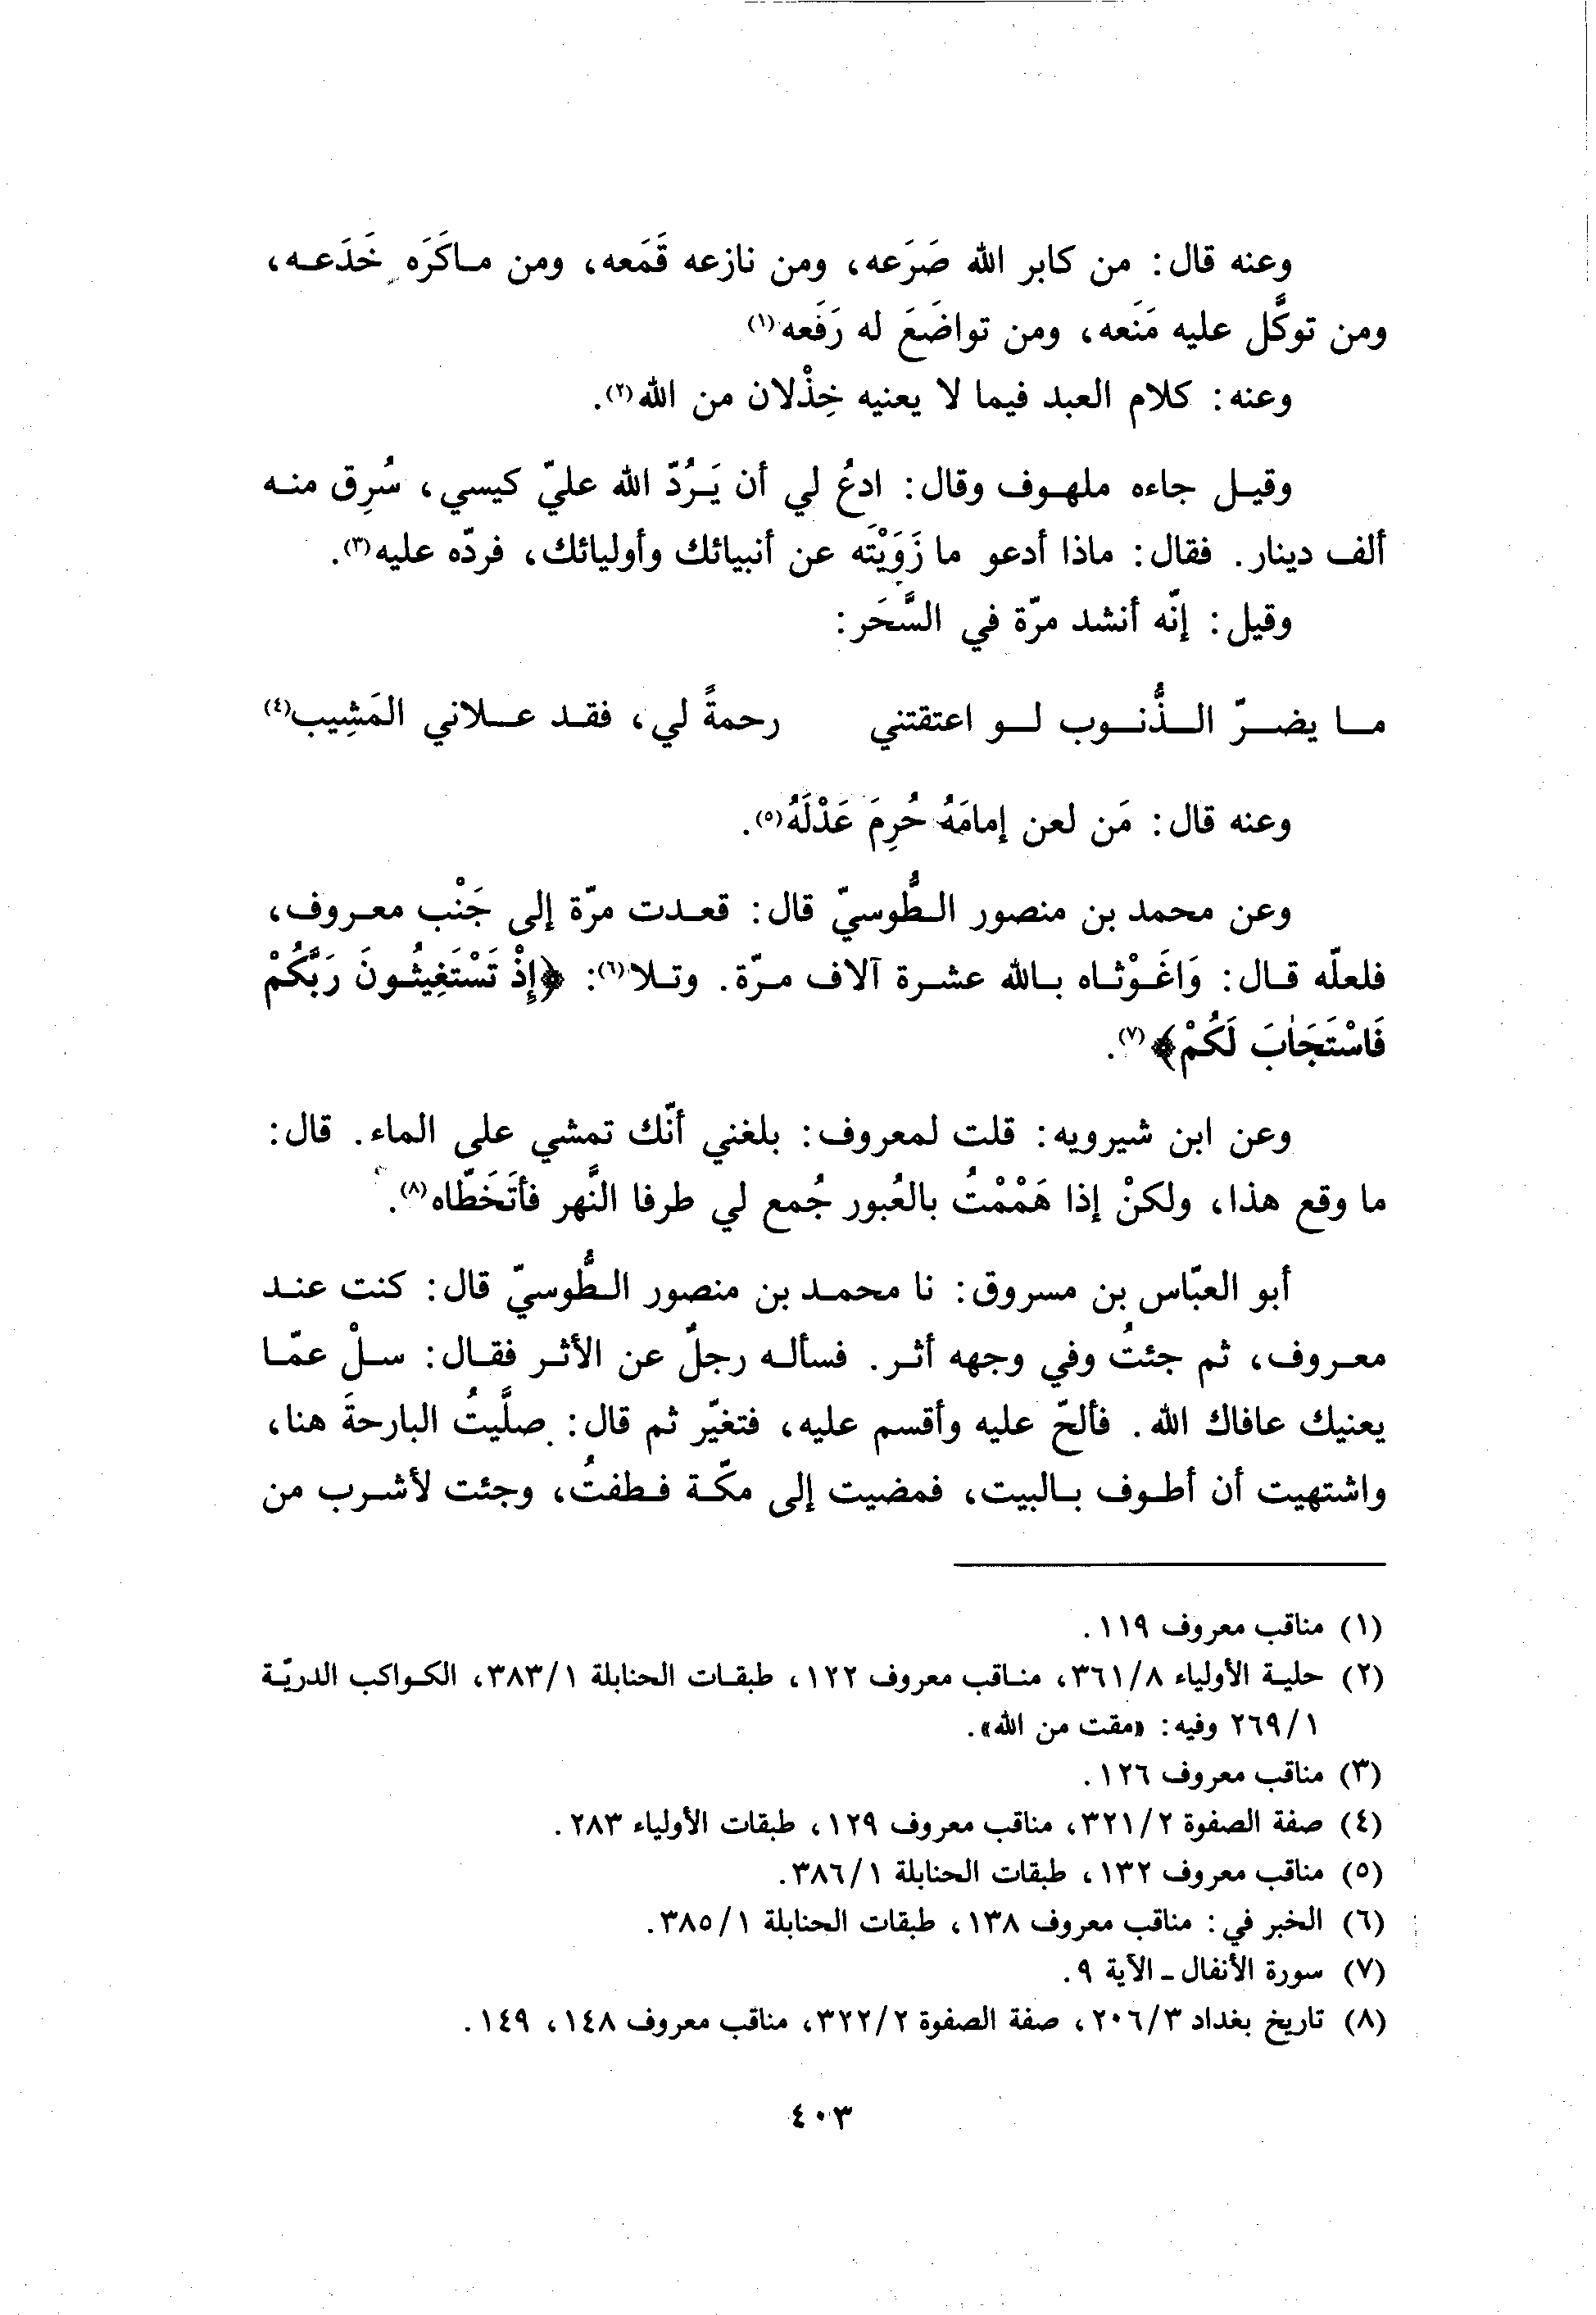 وعنه قال: من كابر الله صَرَعه، ومن نازعه قَمَعه، ومن ماكَرَه خَدَعه،
ومن توكَّل عليه مَنَعه، ومن تواضَعَ له رَفَعه(١)
وعنه: كلام العبد فيما لا يعنيه خِذْلان من الله(٢).
وقيل جاءه ملهوف وقال: ادعُ لي أن يَرُدّ الله عليّ كيسي، سُرِق منه
ألف دينار. فقال: ماذا أدعو ما زَوَيْتَه عن أنبيائك وأوليائك، فردّه عليه(٣).
وقيل: إنّه أنشد مرّة في السَّحَر:
ما يضرّ الذُّنوب لو اعتقتني رحمةً لي، فقد علاني المَشِيب(٤)
وعنه قال: مَن لعن إمامَهُ حُرِمَ عَدْلَهُ(٥).
وعن محمد بن منصور الطُّوسيّ قال: قعدت مرّة إلى جَنْب معروف،
فلعلّه قال: وَاغَوْثاه بالله عشرة آلاف مرّة. وتلا(٦): ﴿إِذْ تَسْتَغِيثُونَ رَبَّكُمْ
فَاسْتَجَابَ لَكُمْ﴾(٧).
وعن ابن شيرويه: قلت لمعروف: بلغني أنّك تمشي على الماء. قال:
ما وقع هذا، ولكنْ إذا هَمْمْتُ بالعُبور جُمع لي طرفا النَّهر فأتَخَطّاه(٨).
أبو العبّاس بن مسروق: نا محمد بن منصور الطُّوسيّ قال: كنت عند
معروف، ثم جئتُ وفي وجهه أثر. فسأله رجلٌ عن الأثر فقال: سلْ عمّا
يعنيك عافاك الله. فألحّ عليه وأقسم عليه، فتغيّر ثم قال: صلَّيتُ البارحةَ هنا،
واشتهيت أن أطوف بالبيت، فمضيت إلى مكّة فطفتُ، وجئت لأشرب من
(١) مناقب معروف ١١٩.
(٢) حلية الأولياء ٣٦١/٨، مناقب معروف ١٢٢، طبقات الحنابلة ٣٨٣/١، الكواكب الدريّة
٢٦٩/١ وفيه: «مقت من الله».
(٣) مناقب معروف ١٢٦.
(٤) صفة الصفوة ٣٢١/٢، مناقب معروف ١٢٩، طبقات الأولياء ٢٨٣.
(٥) مناقب معروف ١٣٢، طبقات الحنابلة ٣٨٦/١.
(٦) الخبر في: مناقب معروف ١٣٨، طبقات الحنابلة ٣٨٥/١.
(٧) سورة الأنفال - الآية ٩.
(٨) تاريخ بغداد ٢٠٦/٣، صفة الصفوة ٣٢٢/٢، مناقب معروف ١٤٨، ١٤٩.
٤٠٣